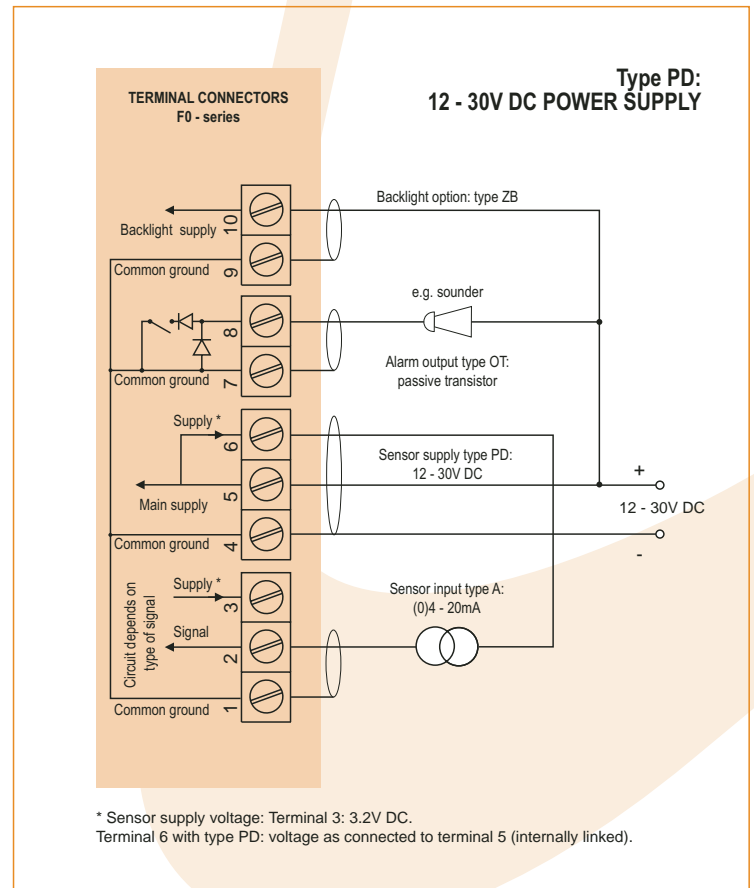 Type PD:
12 - 30V DC POWER SUPPLY
TERMINAL CONNECTORS
F0 - series
Backlight option: type ZB
10
Backlight supply
Common ground
9
e.g. sounder
8
Alarm output type OT:
passive transistor
Common ground
7
Supply *
6
Sensor supply type PD:
12 - 30V DC
+
5
Main supply
12 - 30V DC
Common ground
4
-
Circuit depends on
type of signal
Supply *
3
Sensor input type A:
(0)4 - 20mA
Signal
2
Common ground
1
* Sensor supply voltage: Terminal 3: 3.2V DC.
Terminal 6 with type PD: voltage as connected to terminal 5 (internally linked).